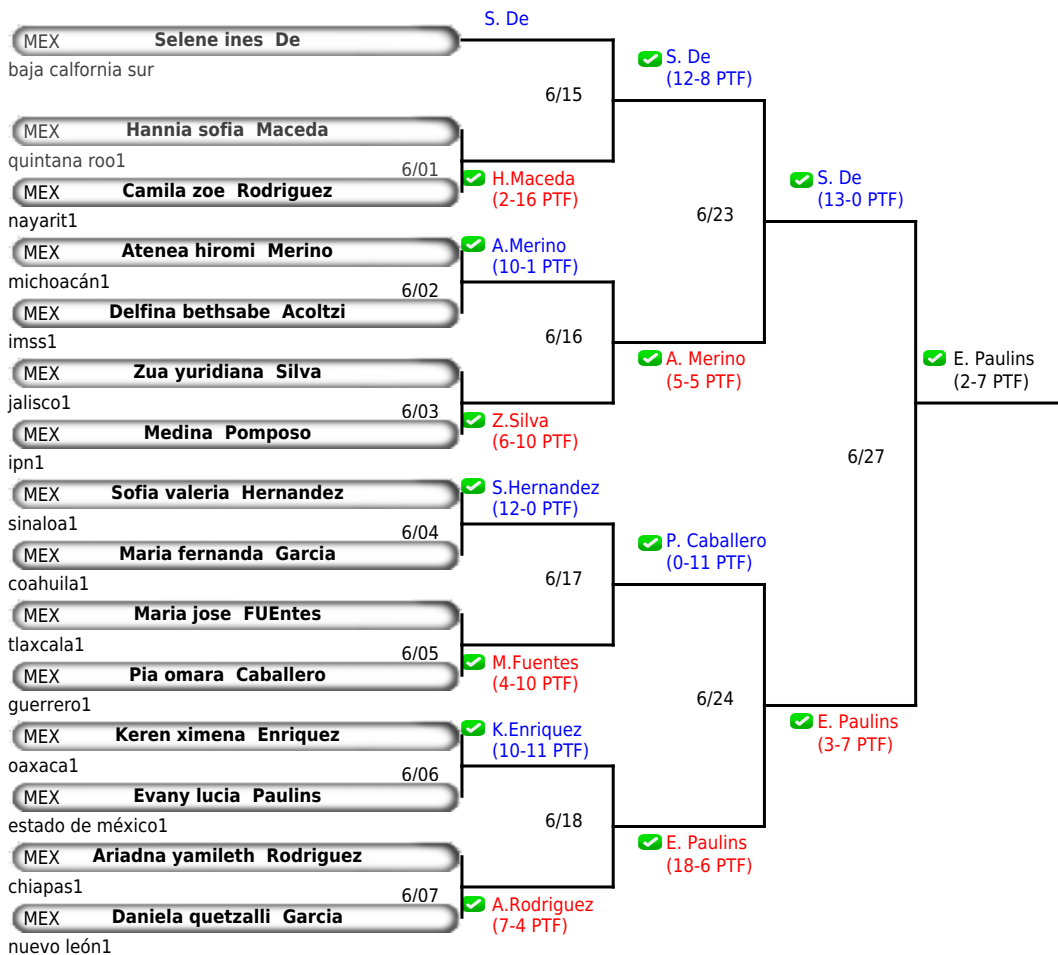 S. De
MEX Selene ines De
baja calfornia sur
S. De
(12-8 PTF)
6/15
MEX Hannia sofia Maceda
quintana roo1
6/01
MEX Camila zoe Rodriguez
nayarit1
H.Maceda
(2-16 PTF)
S. De
(13-0 PTF)
6/23
MEX Atenea hiromi Merino
michoacán1
A.Merino
(10-1 PTF)
6/02
MEX Delfina bethsabe Acoltzi
imss1
6/16
MEX Zua yuridiana Silva
jalisco1
A. Merino
(5-5 PTF)
E. Paulins
(2-7 PTF)
6/03
MEX Medina Pomposo
ipn1
Z.Silva
(6-10 PTF)
6/27
MEX Sofia valeria Hernandez
sinaloa1
S.Hernandez
(12-0 PTF)
6/04
MEX Maria fernanda Garcia
coahuila1
P. Caballero
(0-11 PTF)
6/17
MEX Maria jose FUEntes
tlaxcala1
6/05
MEX Pia omara Caballero
guerrero1
M.Fuentes
(4-10 PTF)
6/24
MEX Keren ximena Enriquez
oaxaca1
K.Enriquez
(10-11 PTF)
E. Paulins
(3-7 PTF)
6/06
MEX Evany lucia Paulins
estado de méxico1
6/18
MEX Ariadna yamileth Rodriguez
chiapas1
E. Paulins
(18-6 PTF)
6/07
MEX Daniela quetzalli Garcia
nuevo león1
A.Rodriguez
(7-4 PTF)